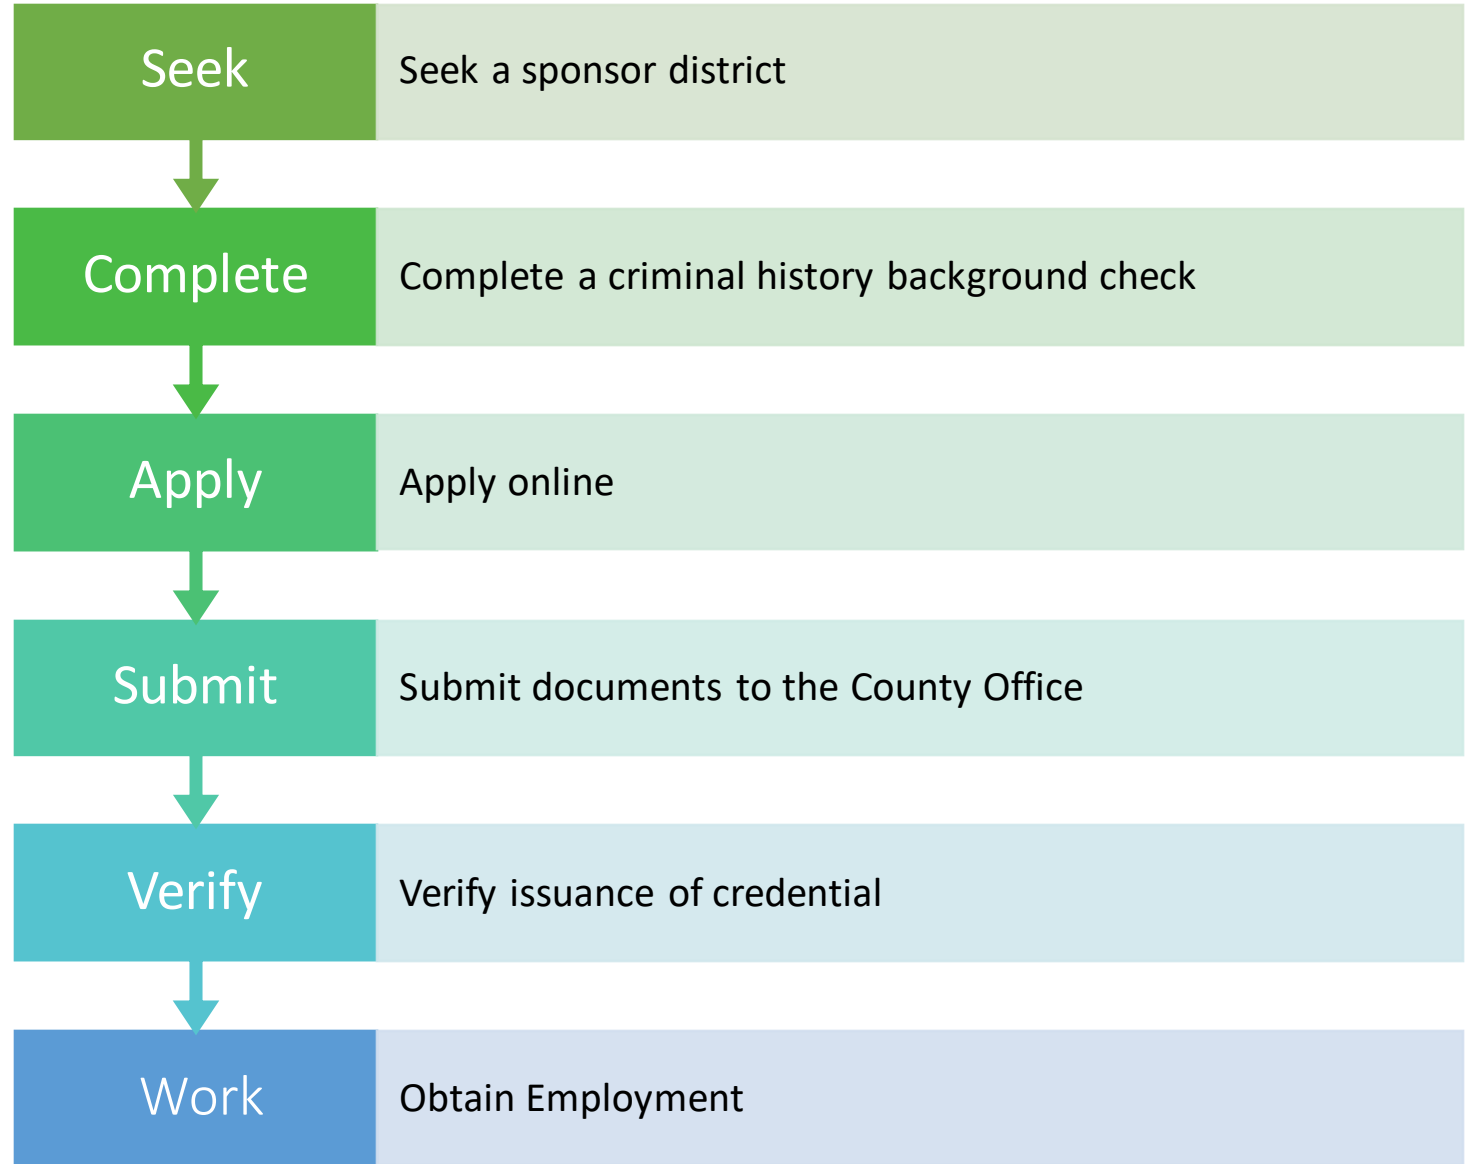 Seek
Seek a sponsor district
Complete
Complete a criminal history background check
Apply
Apply online
Submit
Submit documents to the County Office
Verify
Verify issuance of credential
Work
Obtain Employment